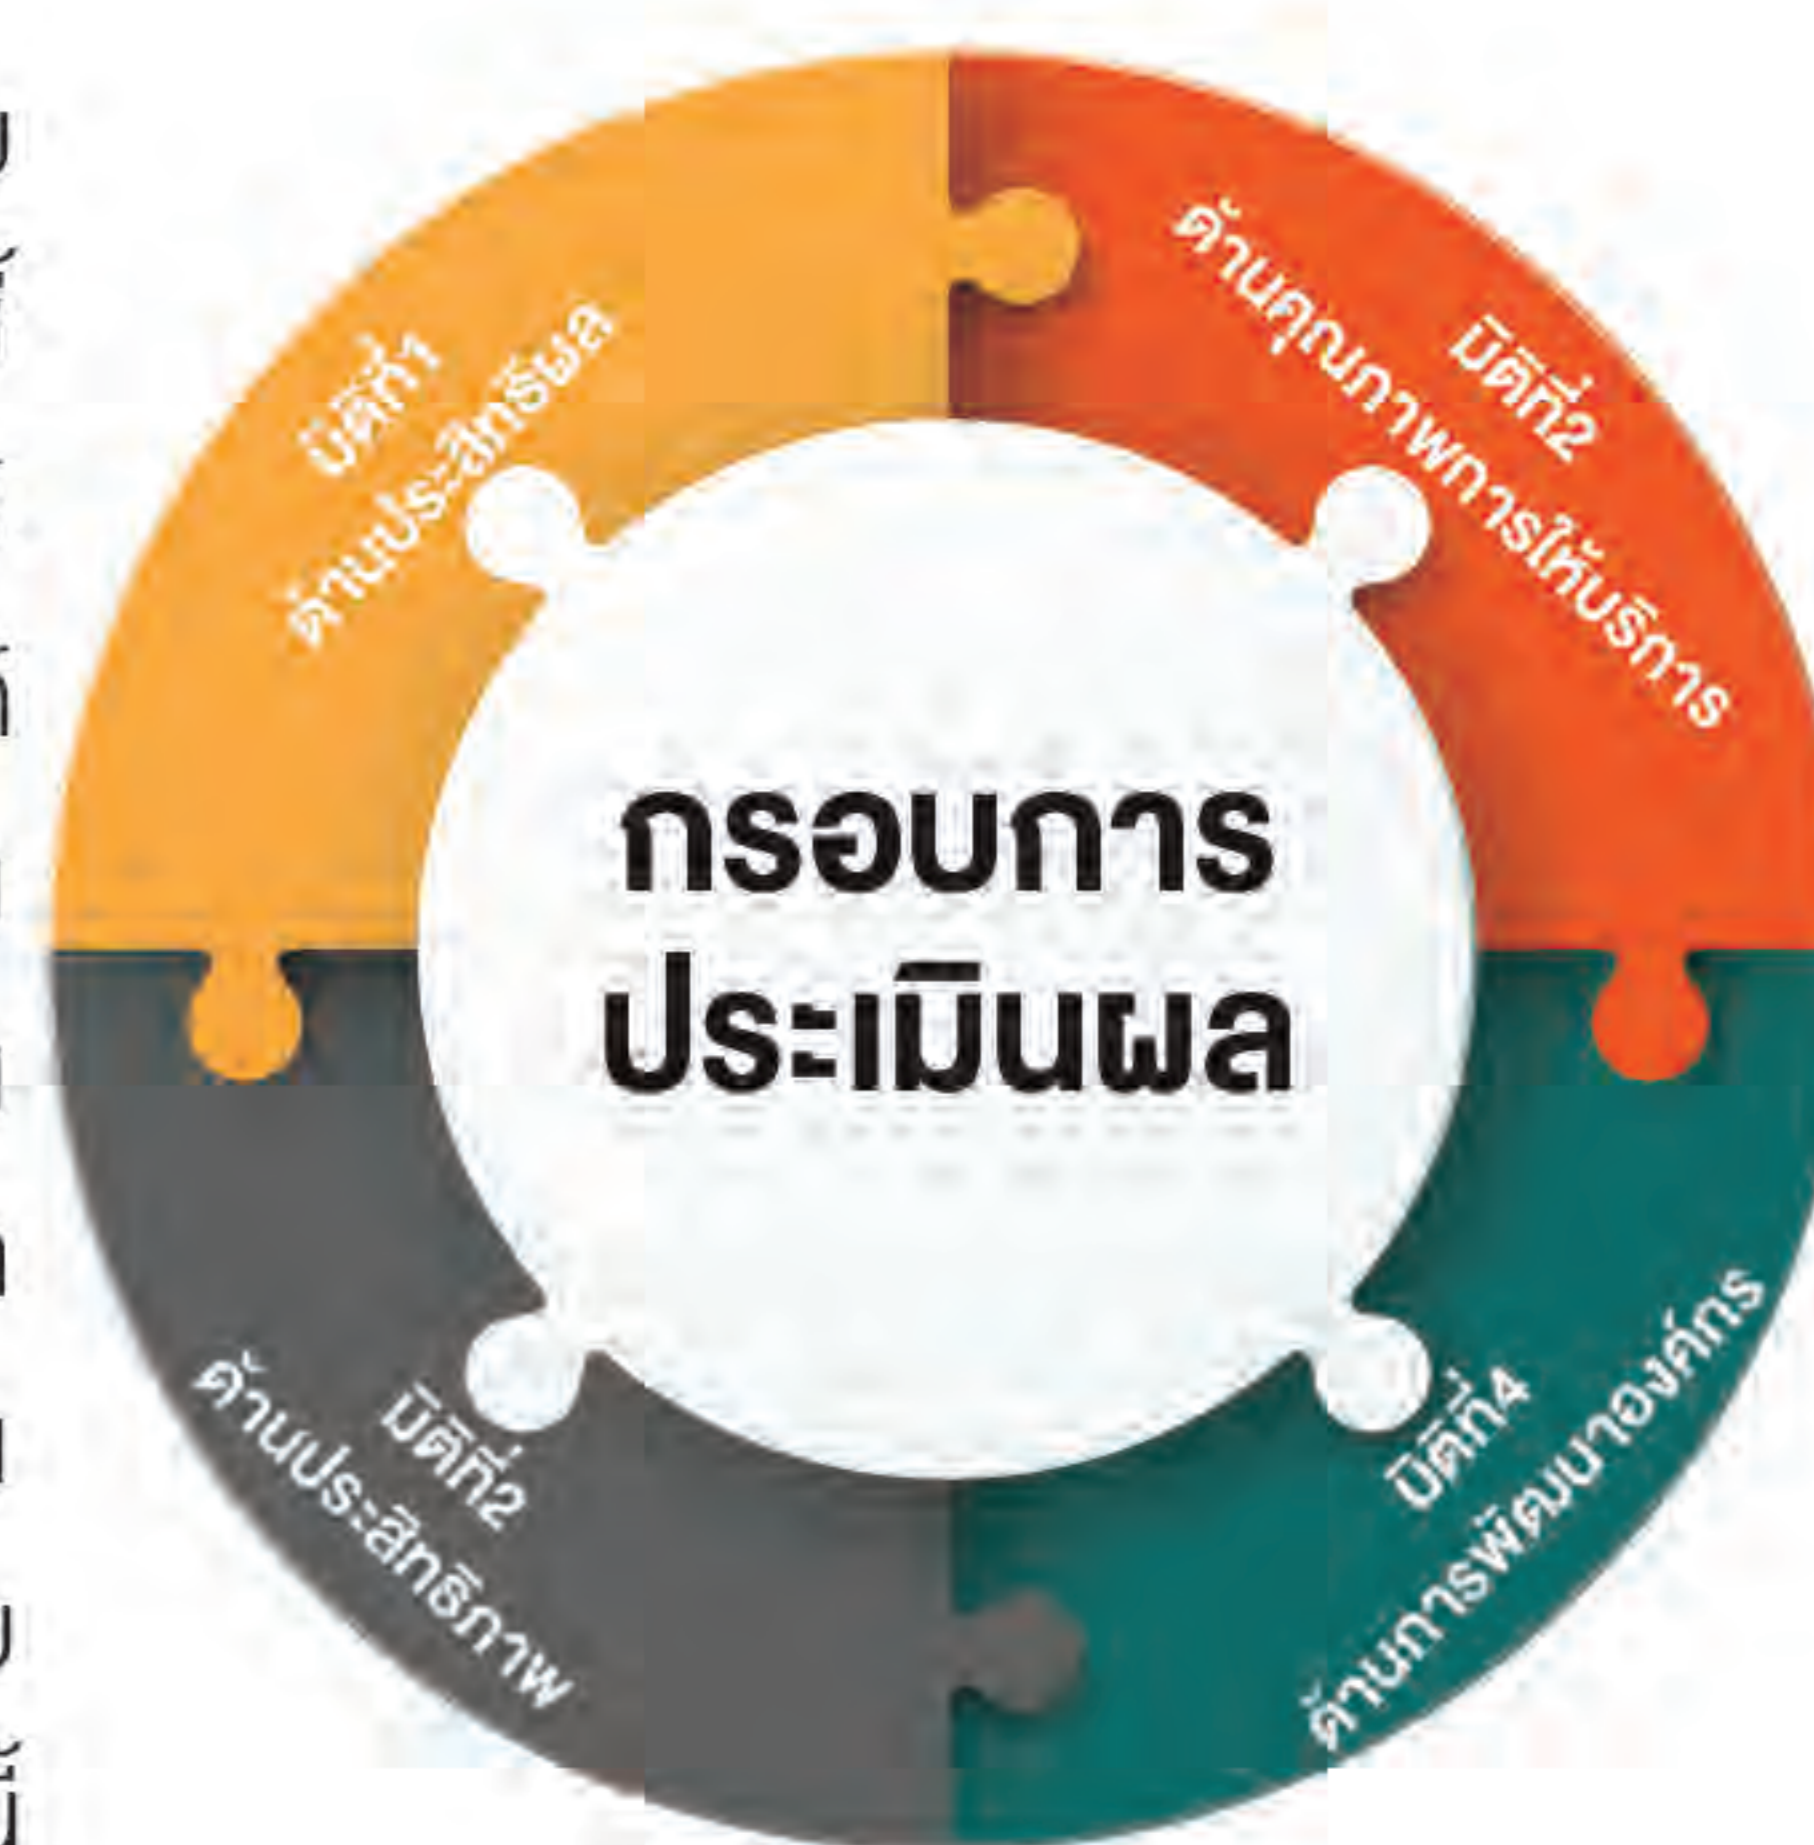 มิติที่1
ด้านประสิทธิผล
มิติที่2
ด้านคุณภาพการให้บริการ
กรอบการ
ประเมินผล
มิติที่2
ด้านประสิทธิภาพ
มิติที่4
ด้านการพัฒนาองค์กร